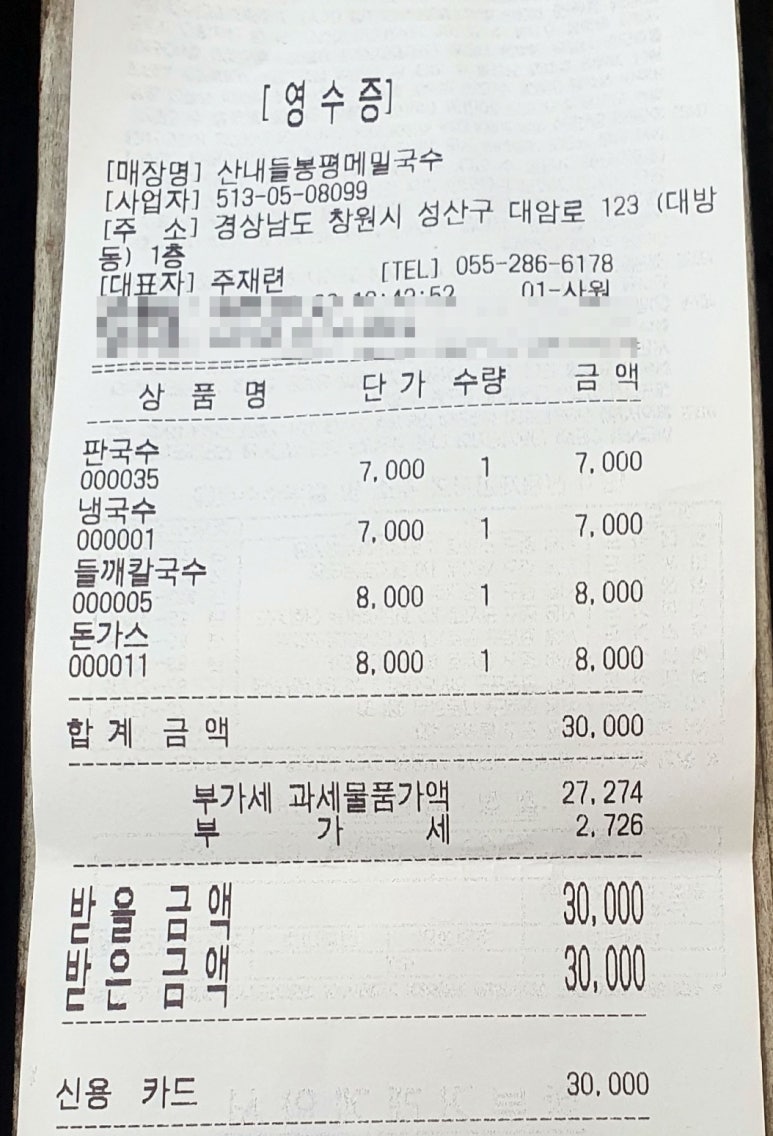 [영수증]
[매장명] 산내들봉평메밀국수
[사업자] 513-05-08099
[주 소] 경상남도 창원시 성산구 대암로 123 (대방
동) 1층
[대표자] 주재련 [TEL] 055-286-6178
01-사원
상 품 명 단 가 수량 금 액
판국수
000035 7,000 1 7,000
냉국수
000001 7,000 1 7,000
들깨칼국수
000005 8,000 1 8,000
돈가스
000011 8,000 1 8,000
합 계 금 액 30,000
부가세 과세물품가액 27,274
부 가 세 2,726
받을 금액 30,000
받은 금액 30,000
신용 카드 30,000